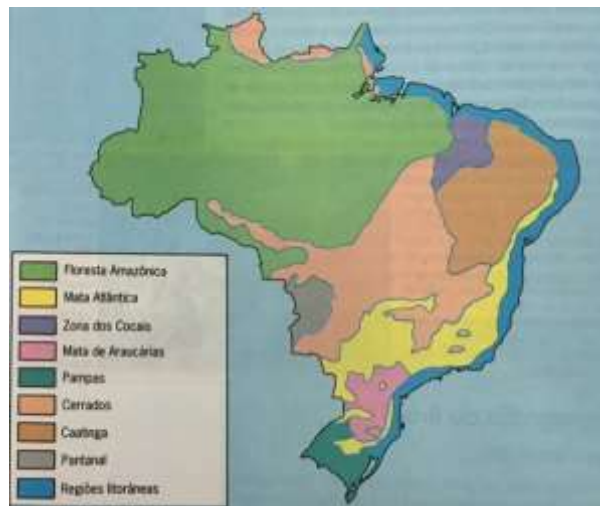 Floresta Amazônica
Mata Atlântica
Zona dos Cocais
Mata de Araucárias
Pampas
Cerrados
Caatinga
Pantanal
Regiões litorâneas